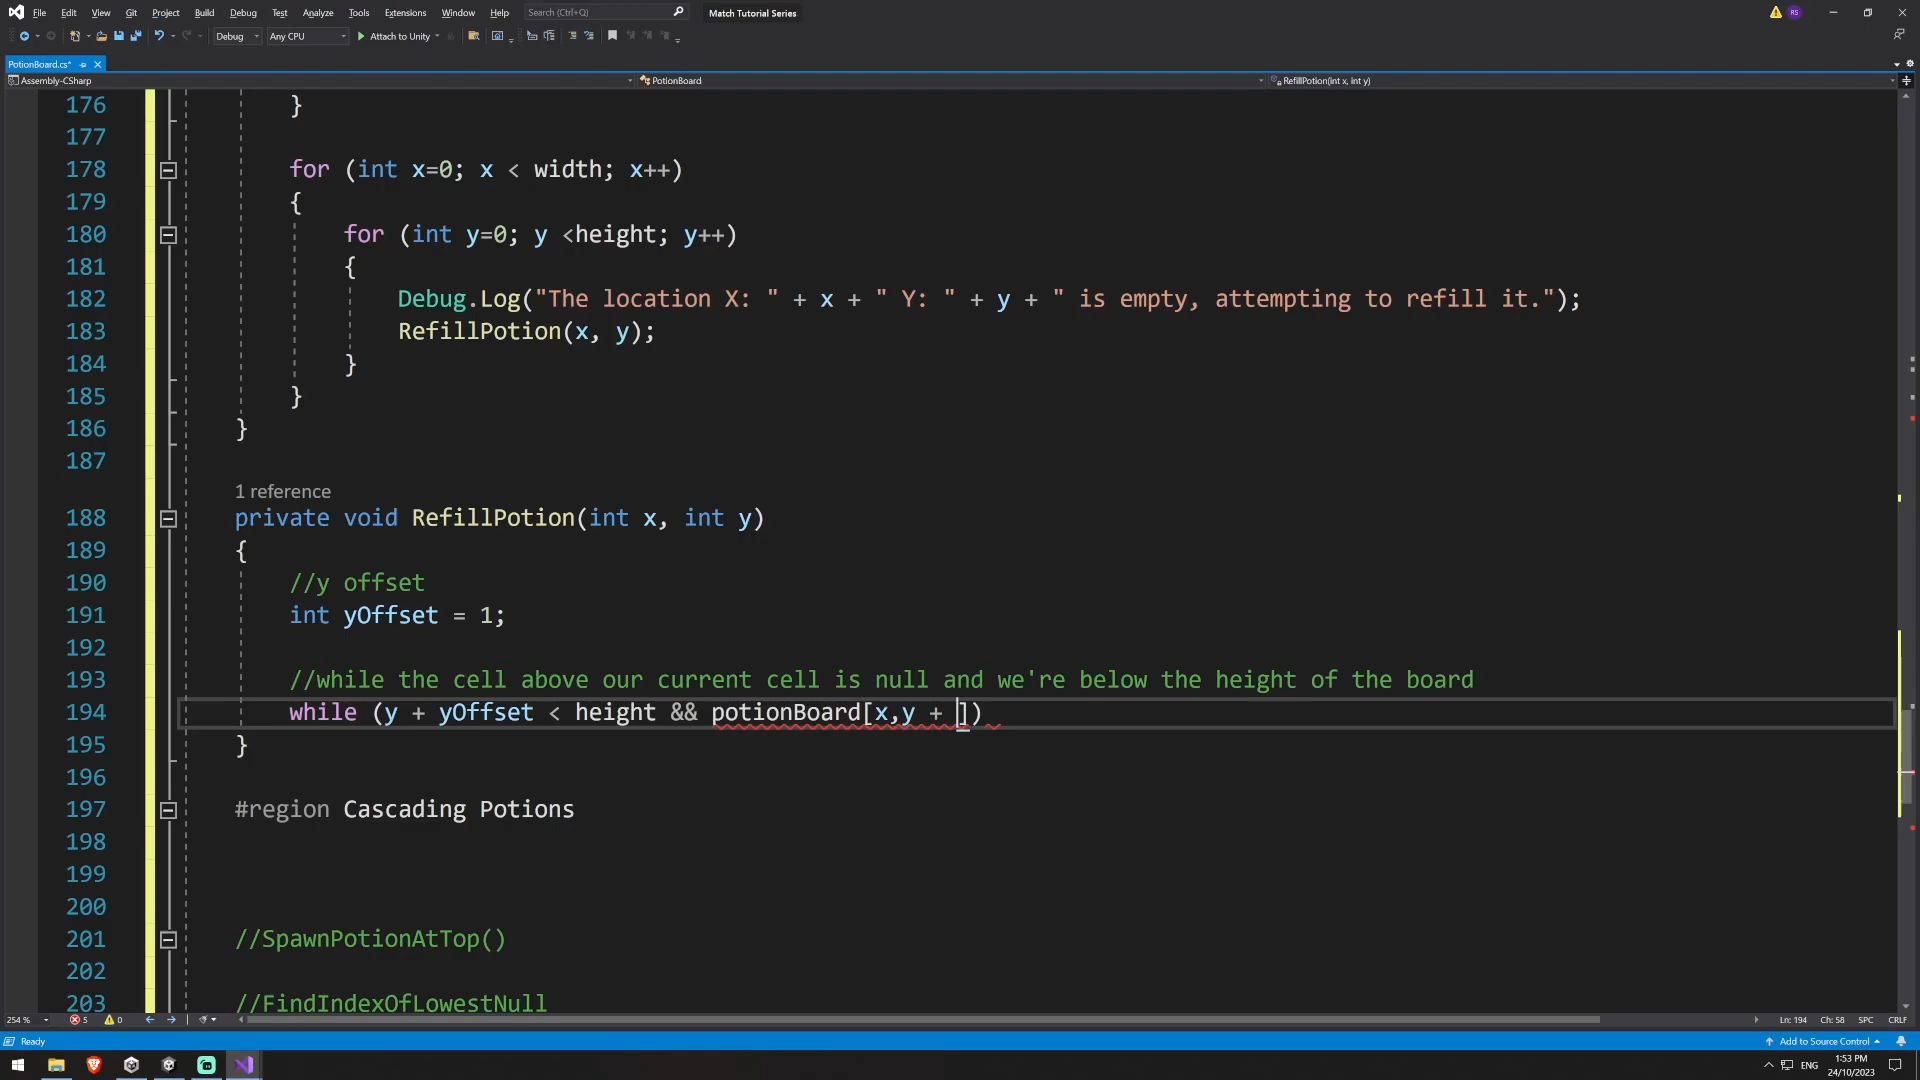 File Edit View Git Project Build Debug Test Analyze Tools Extensions Window Help Search (Ctrl+Q) Match Tutorial Series RS
Debug Any CPU Attach to Unity
PotionBoard.cs*
Assembly-CSharp PotionBoard RefillPotion(int x, int y)
176 }
177
178 for (int x=0; x < width; x++)
179 {
180 for (int y=0; y <height; y++)
181 {
182 Debug.Log("The location X: " + x + " Y: " + y + " is empty, attempting to refill it.");
183 RefillPotion(x, y);
184 }
185 }
186 }
187
1 reference
188 private void RefillPotion(int x, int y)
189 {
190 //y offset
191 int yOffset = 1;
192
193 //while the cell above our current cell is null and we're below the height of the board
194 while (y + yOffset < height && potionBoard[x,y + ])
195 }
196
197 #region Cascading Potions
198
199
200
201 //SpawnPotionAtTop()
202
203 //FindIndexOfLowestNull
254 % 5 0 Ln: 194 Ch: 58 SPC CRLF
Ready Add to Source Control
ENG 1:53 PM
24/10/2023